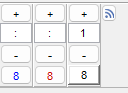 + + +
: : 1
- - -
8 8 8